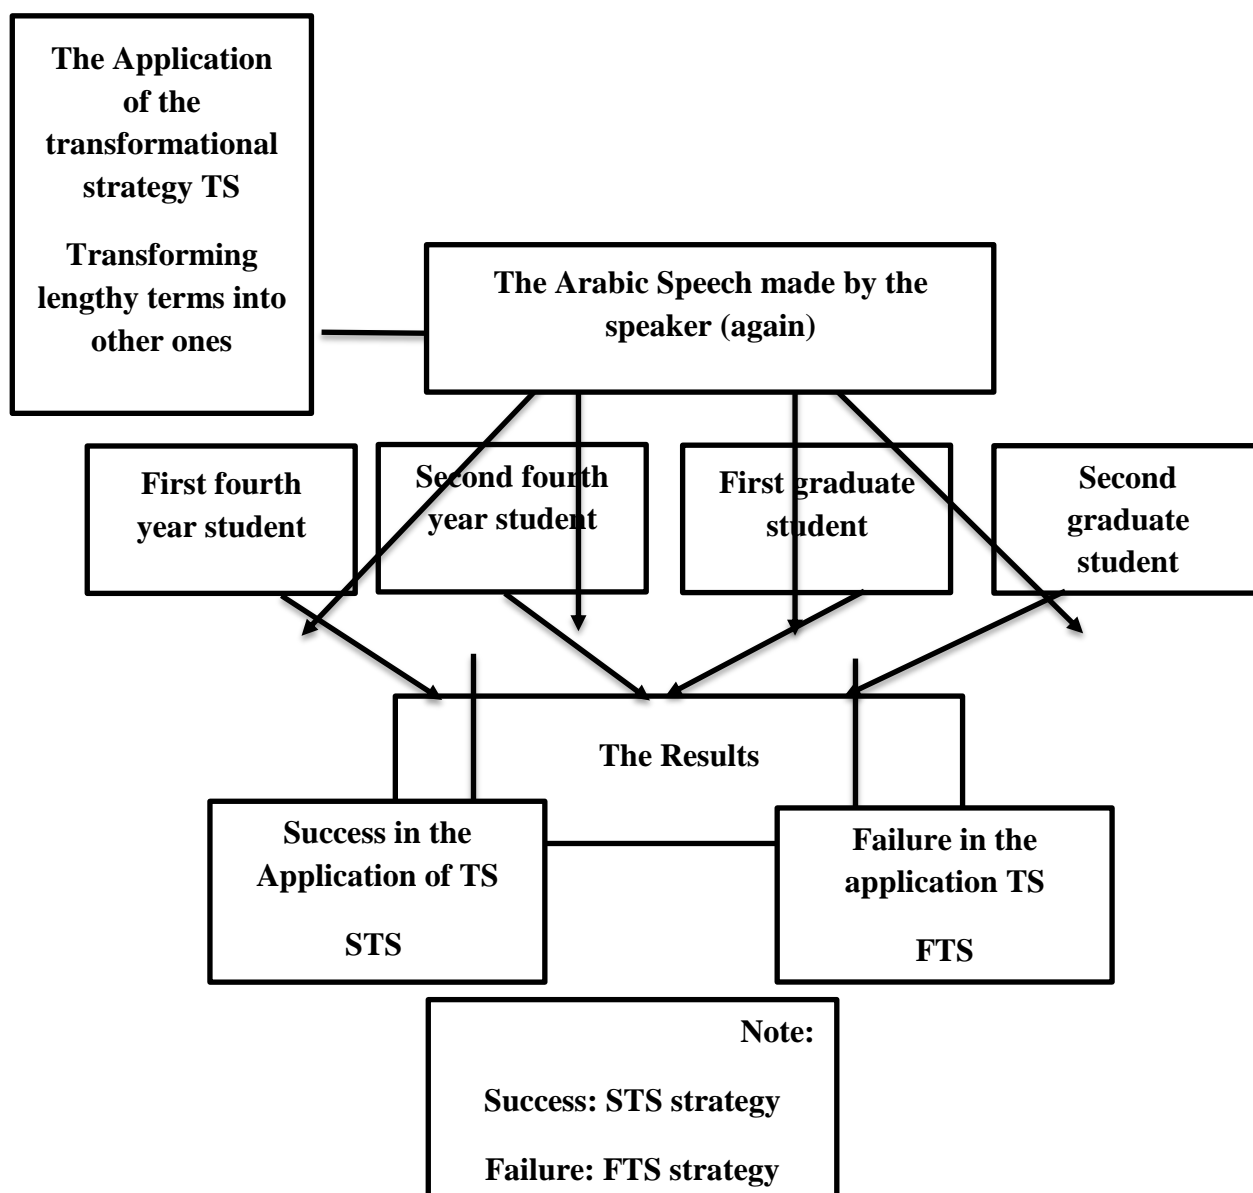 The Application
of the
transformational
strategy TS
Transforming
lengthy terms into
other ones
The Arabic Speech made by the
speaker (again)
First fourth
year student
Second fourth
year student
First graduate
student
Second
graduate
student
The Results
Success in the
Application of TS
STS
Failure in the
application TS
FTS
Note:
Success: STS strategy
Failure: FTS strategy